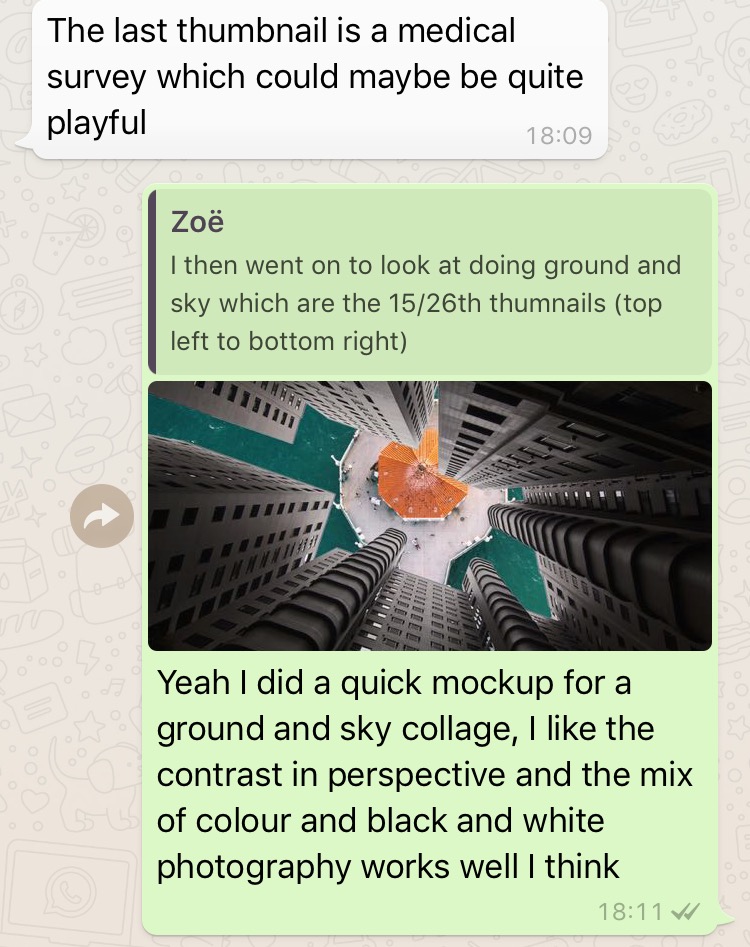 The last thumbnail is a medical
survey which could maybe be quite
playful
18:09
Zoë
I then went on to look at doing ground and
sky which are the 15/26th thumnails (top
left to bottom right)
Yeah I did a quick mockup for a
ground and sky collage, I like the
contrast in perspective and the mix
of colour and black and white
photography works well I think
18:11